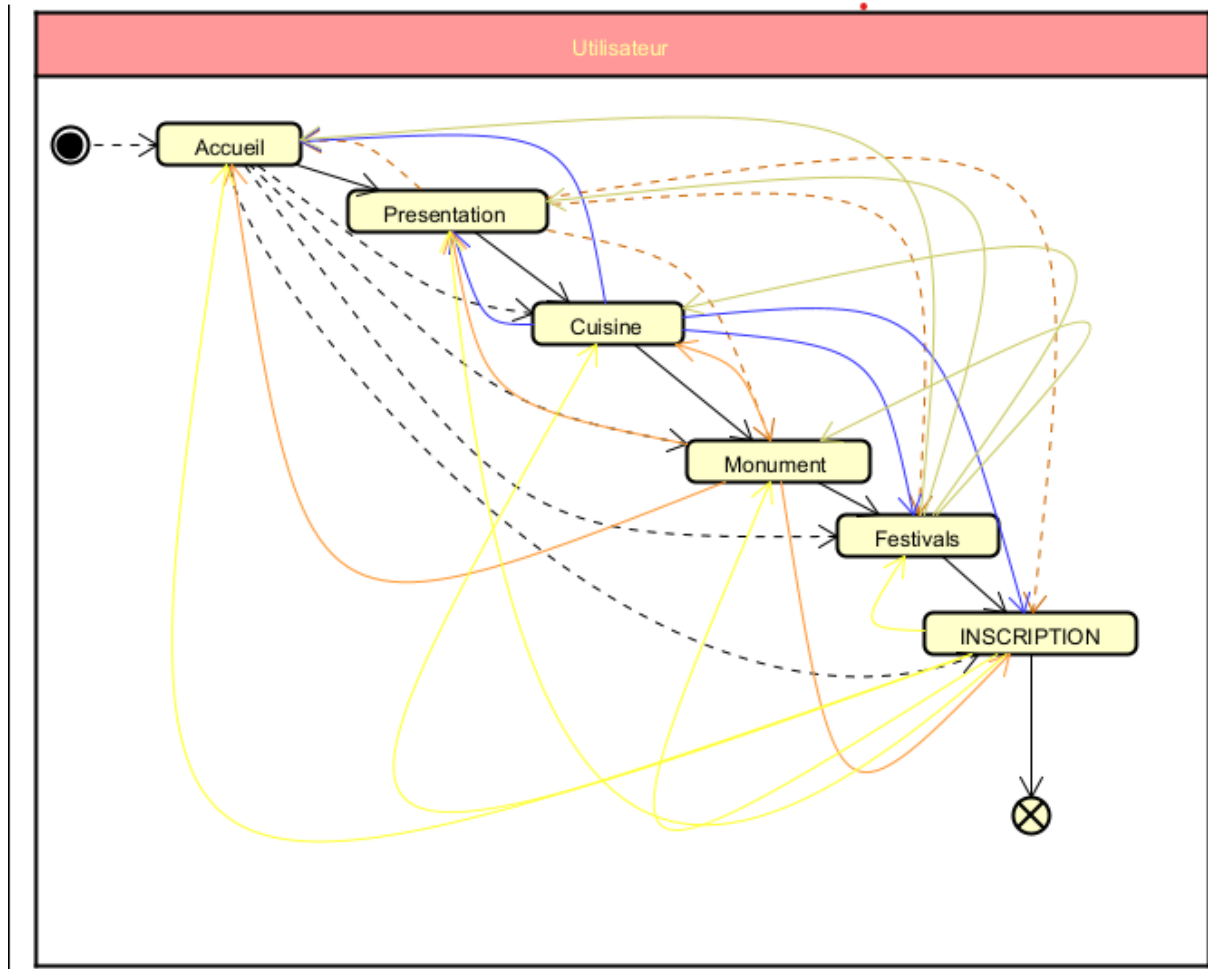 Utilisateur
Accueil
Presentation
Cuisine
Monument
Festivals
INSCRIPTION